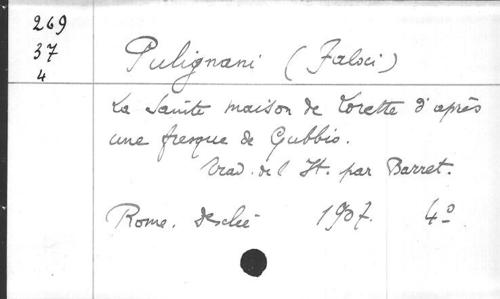 269
37
4
Pulignani (Faloci)
La Sainte maison de Lorette d'après
une fresque de Gubbio.
Trad. de l'It. par Barret.
Rome. Desclée 1907. 4°